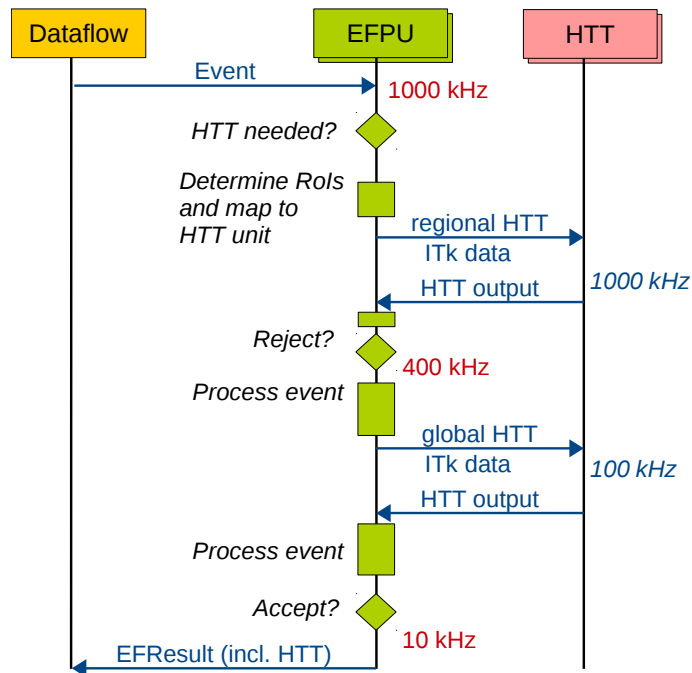 Dataflow
EFPU
HTT
Event
1000 kHz
HTT needed?
Determine RoIs
and map to
HTT unit
regional HTT
ITk data
HTT output
1000 kHz
Reject?
400 kHz
Process event
global HTT
ITk data
100 kHz
HTT output
Process event
Accept?
10 kHz
EFResult (incl. HTT)